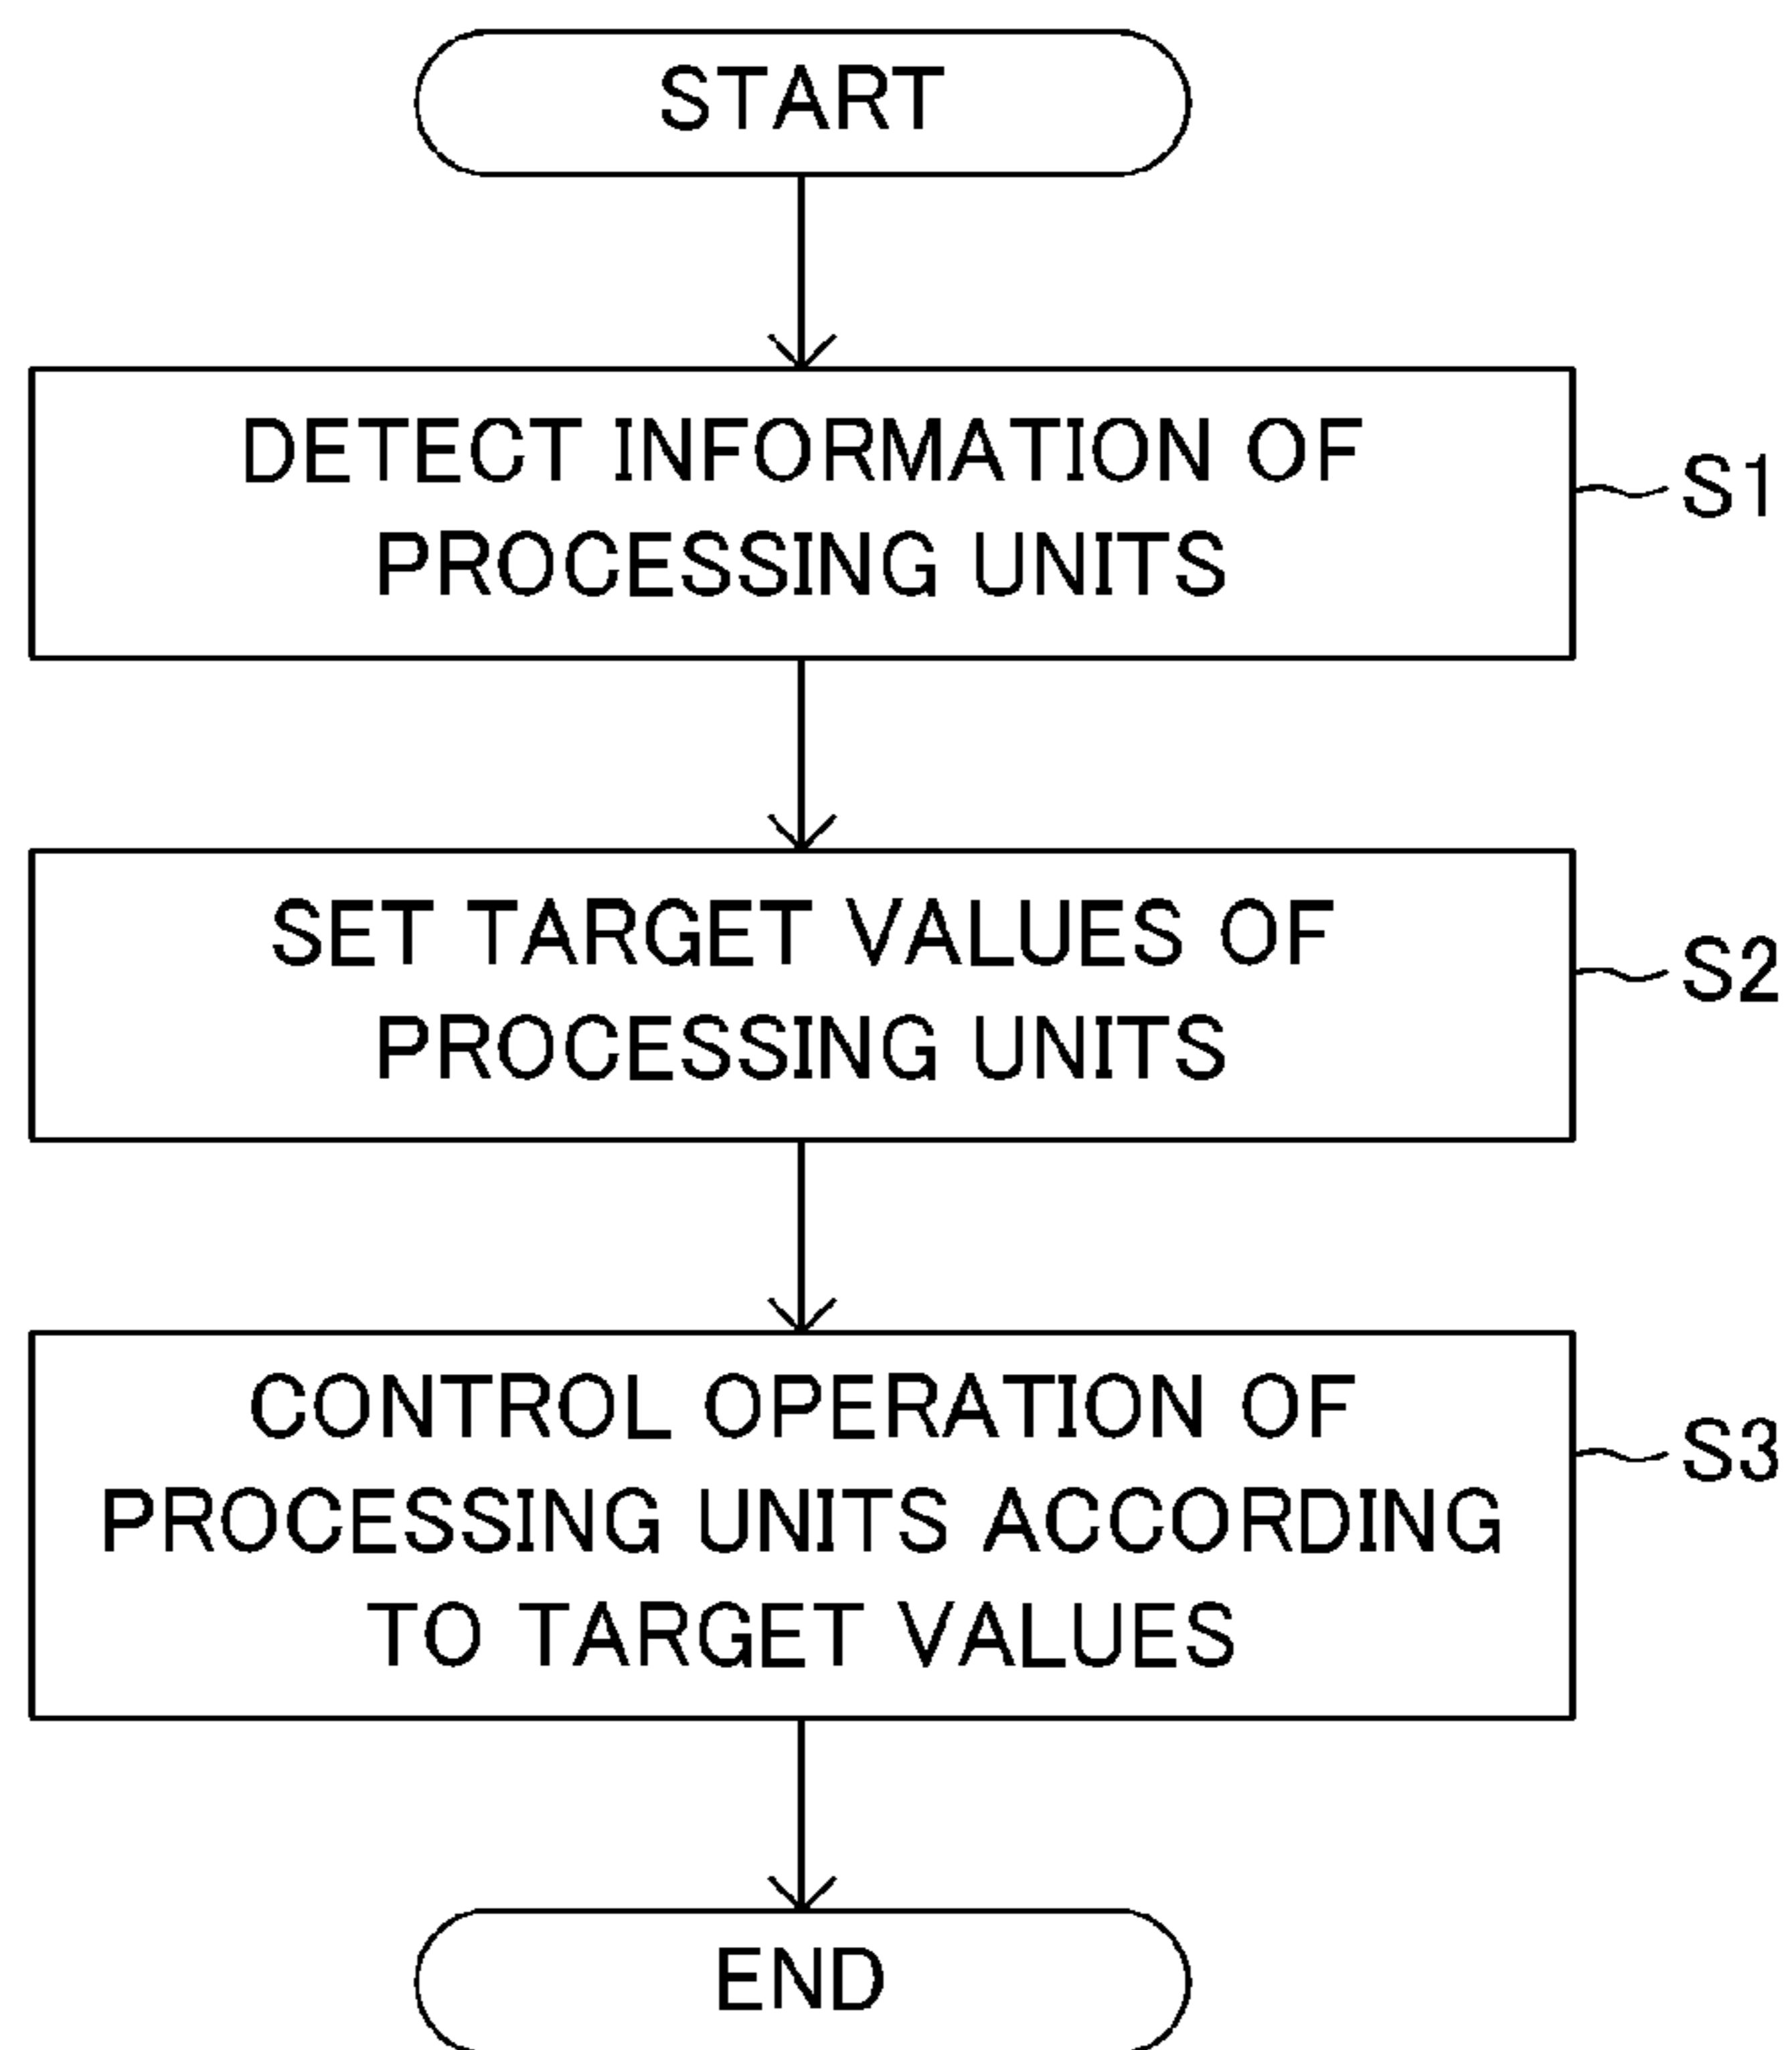 START
DETECT INFORMATION OF
PROCESSING UNITS
S1
SET TARGET VALUES OF
PROCESSING UNITS
S2
CONTROL OPERATION OF
PROCESSING UNITS ACCORDING
TO TARGET VALUES
S3
END